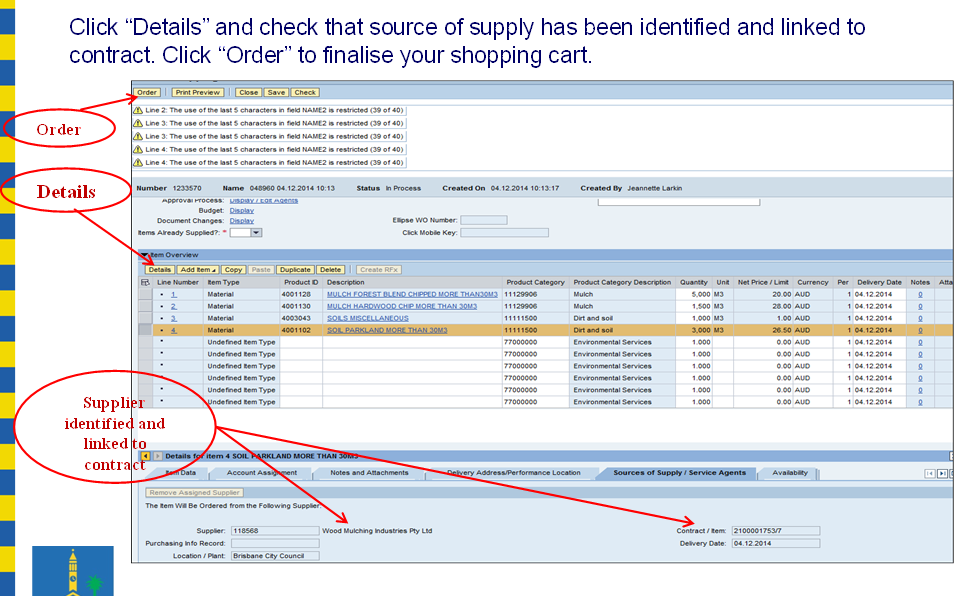 Click “Details” and check that source of supply has been identified and linked to
contract. Click “Order” to finalise your shopping cart.
Order Print Preview Close Save Check
Line 2: The use of the last 5 characters in field NAME2 is restricted (39 of 40)
Line 3: The use of the last 5 characters in field NAME2 is restricted (39 of 40)
Line 3: The use of the last 5 characters in field NAME2 is restricted (39 of 40)
Line 4: The use of the last 5 characters in field NAME2 is restricted (39 of 40)
Line 4: The use of the last 5 characters in field NAME2 is restricted (39 of 40)
Order
Details
Number 1233570 Name 048960 04.12.2014 10:13 Status In Process Created On 04.12.2014 10:13:17 Created By Jeannette Larkin
Approval Process: Display / Edit Agents
Budget: Display
Document Changes: Display Ellipse WO Number:
Items Already Supplied?: * Click Mobile Key:
Item Overview
Details Add Item Copy Paste Duplicate Delete Create RFx
Line Number Item Type Product ID Description Product Category Product Category Description Quantity Unit Net Price / Limit Currency Per Delivery Date Notes Atta
• 1 Material 4001128 MULCH FOREST BLEND CHIPPED MORE THAN30M3 11129906 Mulch 5,000 M3 20.00 AUD 1 04.12.2014 0
• 2 Material 4001130 MULCH HARDWOOD CHIP MORE THAN 30M3 11129906 Mulch 1,500 M3 28.00 AUD 1 04.12.2014 0
• 3 Material 4003043 SOILS MISCELLANEOUS 11111500 Dirt and soil 1,000 M3 1.00 AUD 1 04.12.2014 0
• 4 Material 4001102 SOIL PARKLAND MORE THAN 30M3 11111500 Dirt and soil 3,000 M3 26.50 AUD 1 04.12.2014 0
• Undefined Item Type 77000000 Environmental Services 1.000 0.00 AUD 1 04.12.2014 0
• Undefined Item Type 77000000 Environmental Services 1.000 0.00 AUD 1 04.12.2014 0
• Undefined Item Type 77000000 Environmental Services 1.000 0.00 AUD 1 04.12.2014 0
• Undefined Item Type 77000000 Environmental Services 1.000 0.00 AUD 1 04.12.2014 0
• Undefined Item Type 77000000 Environmental Services 1.000 0.00 AUD 1 04.12.2014 0
• Undefined Item Type 77000000 Environmental Services 1.000 0.00 AUD 1 04.12.2014 0
Supplier
identified and
linked to
contract
Details for item 4 SOIL PARKLAND MORE THAN 30M3
Item Data Account Assignment Notes and Attachments Delivery Address/Performance Location Sources of Supply / Service Agents Availability
Remove Assigned Supplier
The Item Will Be Ordered from the Following Supplier:
Supplier: 118568 Wood Mulching Industries Pty Ltd Contract / Item: 2100001753/7
Purchasing Info Record: Delivery Date: 04.12.2014
Location / Plant: Brisbane City Council